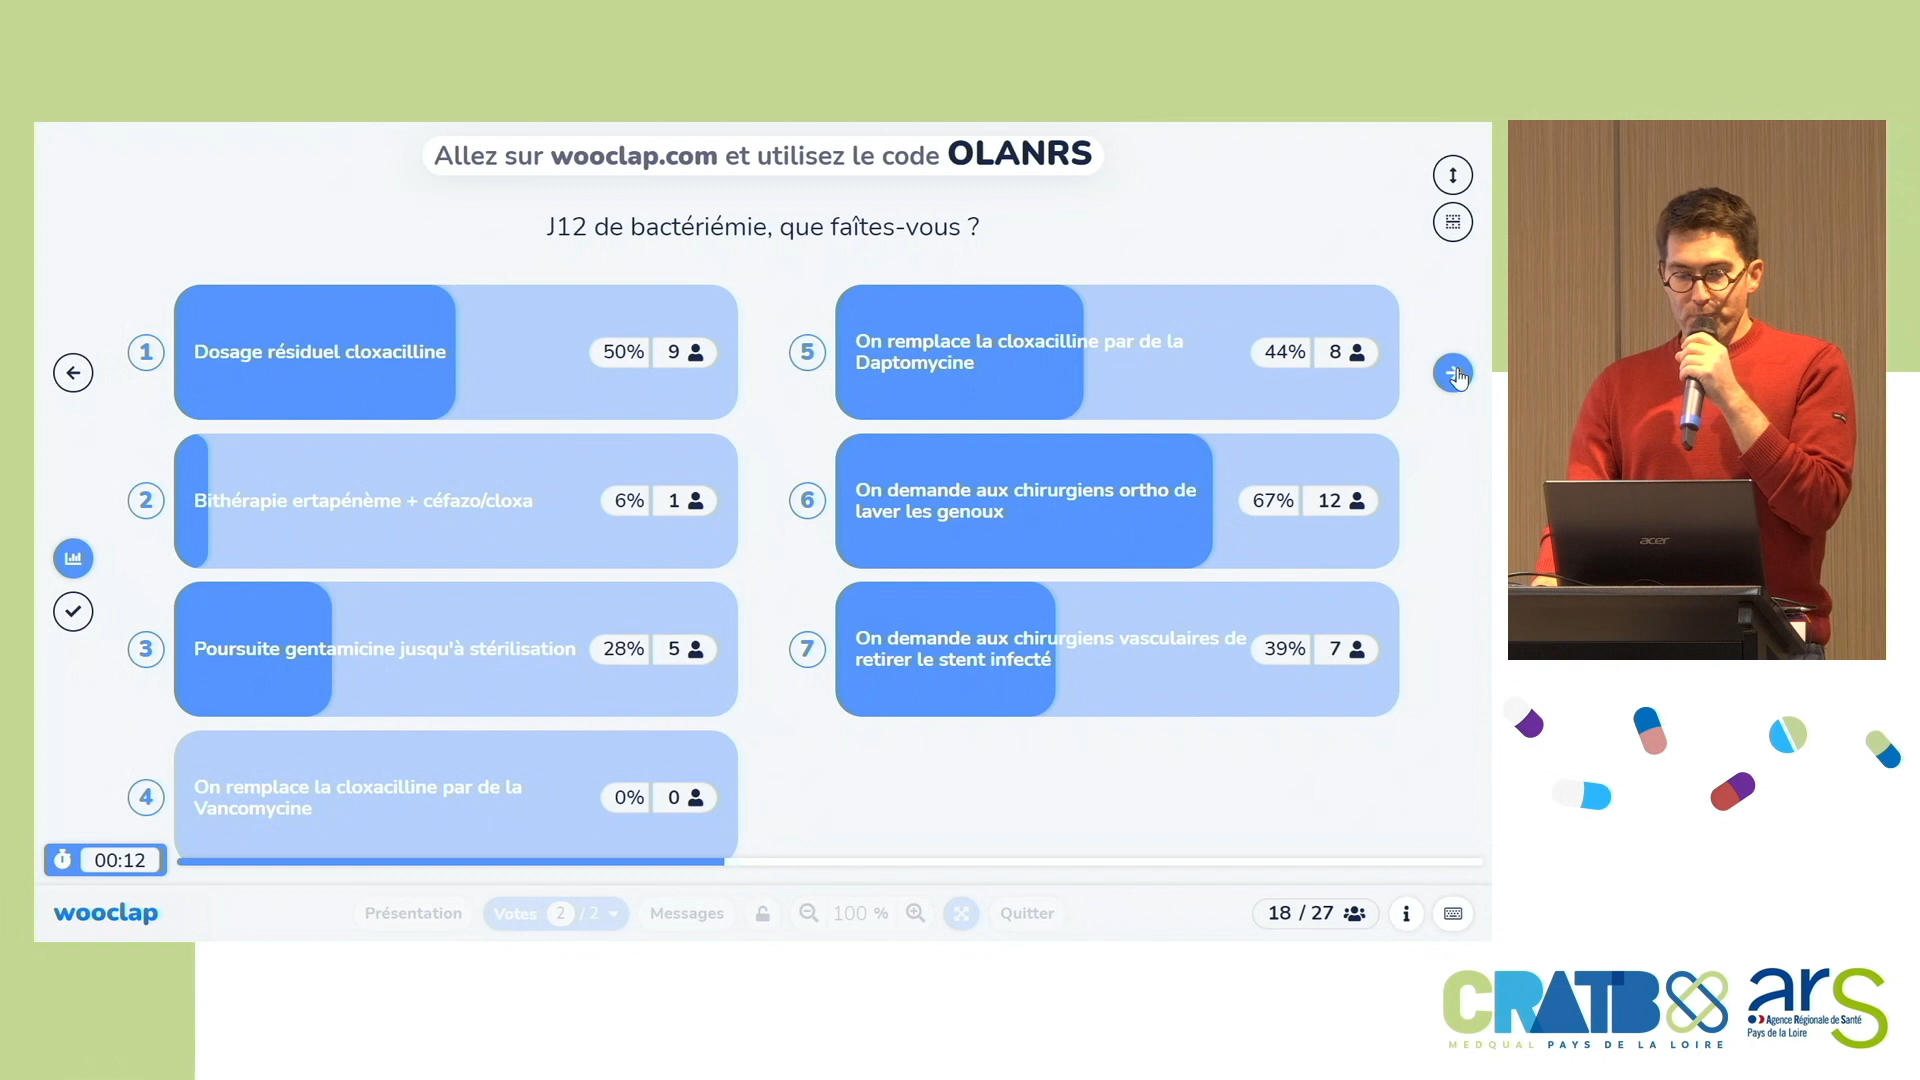 Allez sur wooclap.com et utilisez le code OLANRS
J12 de bactériémie, que faîtes-vous ?
1
Dosage résiduel cloxacilline
50% 9
2
Bithérapie ertapénème + céfazo/cloxa
6% 1
3
Poursuite gentamicine jusqu'à stérilisation
28% 5
4
On remplace la cloxacilline par de la
Vancomycine
0% 0
5
On remplace la cloxacilline par de la
Daptomycine
44% 8
6
On demande aux chirurgiens ortho de
laver les genoux
67% 12
7
On demande aux chirurgiens vasculaires de
retirer le stent infecté
39% 7
00:12
wooclap
Présentation
Votes 2 / 2
Messages
100 %
Quitter
18 / 27
acer
CRATB
MEDQUAL PAYS DE LA LOIRE
ars
Agence Régionale de Santé
Pays de la Loire